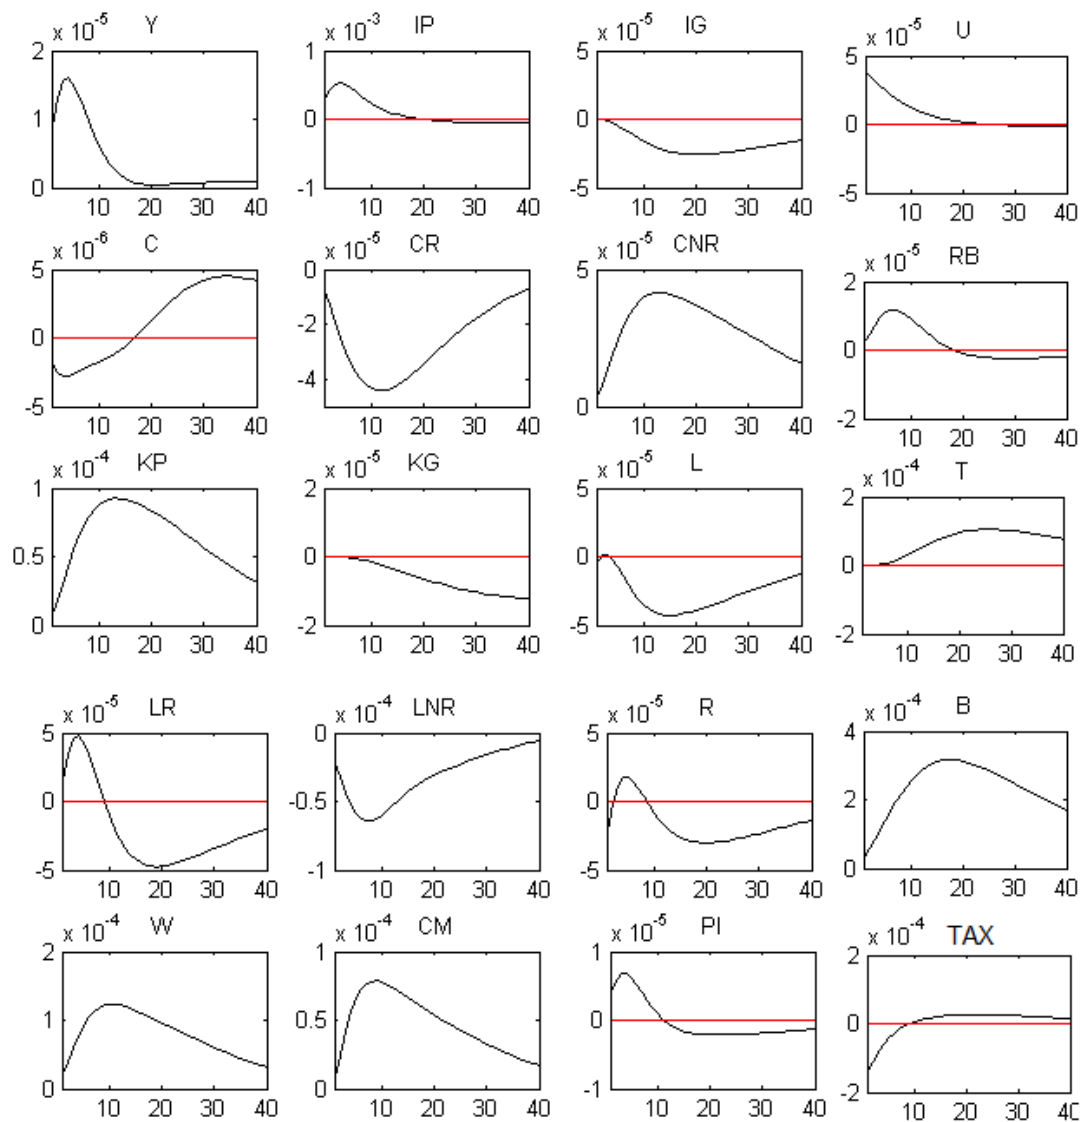 x 10^-5 Y
2
1
0
10 20 30 40
x 10^-3 IP
1
0
-1
10 20 30 40
x 10^-5 IG
5
0
-5
10 20 30 40
x 10^-5 U
5
0
-5
10 20 30 40
x 10^-6 C
5
0
-5
10 20 30 40
x 10^-5 CR
0
-2
-4
10 20 30 40
x 10^-5 CNR
5
0
10 20 30 40
x 10^-5 RB
2
0
-2
10 20 30 40
x 10^-4 KP
1
0.5
0
10 20 30 40
x 10^-5 KG
2
0
-2
10 20 30 40
x 10^-5 L
5
0
-5
10 20 30 40
x 10^-4 T
2
0
-2
10 20 30 40
x 10^-5 LR
5
0
-5
10 20 30 40
x 10^-4 LNR
0
-0.5
-1
10 20 30 40
x 10^-5 R
5
0
-5
10 20 30 40
x 10^-4 B
4
2
0
10 20 30 40
x 10^-4 W
2
1
0
10 20 30 40
x 10^-4 CM
1
0.5
0
10 20 30 40
x 10^-5 PI
1
0
-1
10 20 30 40
x 10^-4 TAX
2
0
-2
10 20 30 40